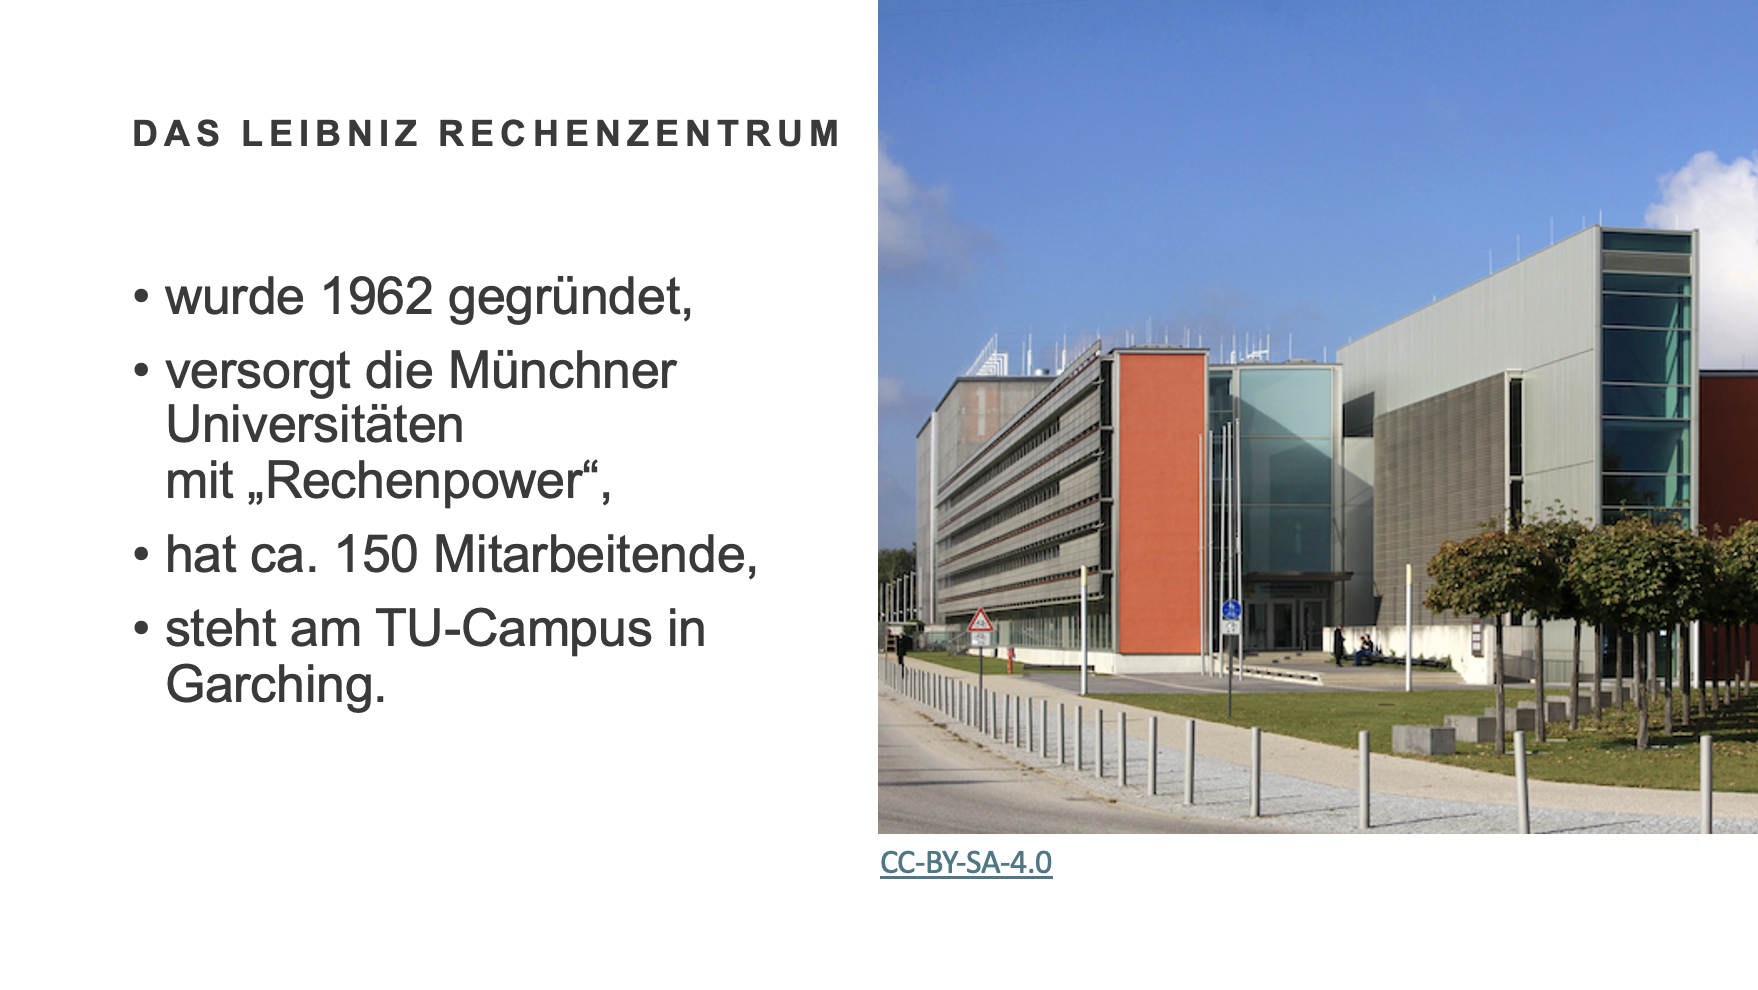 DAS LEIBNIZ RECHENZENTRUM
• wurde 1962 gegründet,
• versorgt die Münchner
Universitäten
mit „Rechenpower“,
• hat ca. 150 Mitarbeitende,
• steht am TU-Campus in
Garching.
CC-BY-SA-4.0